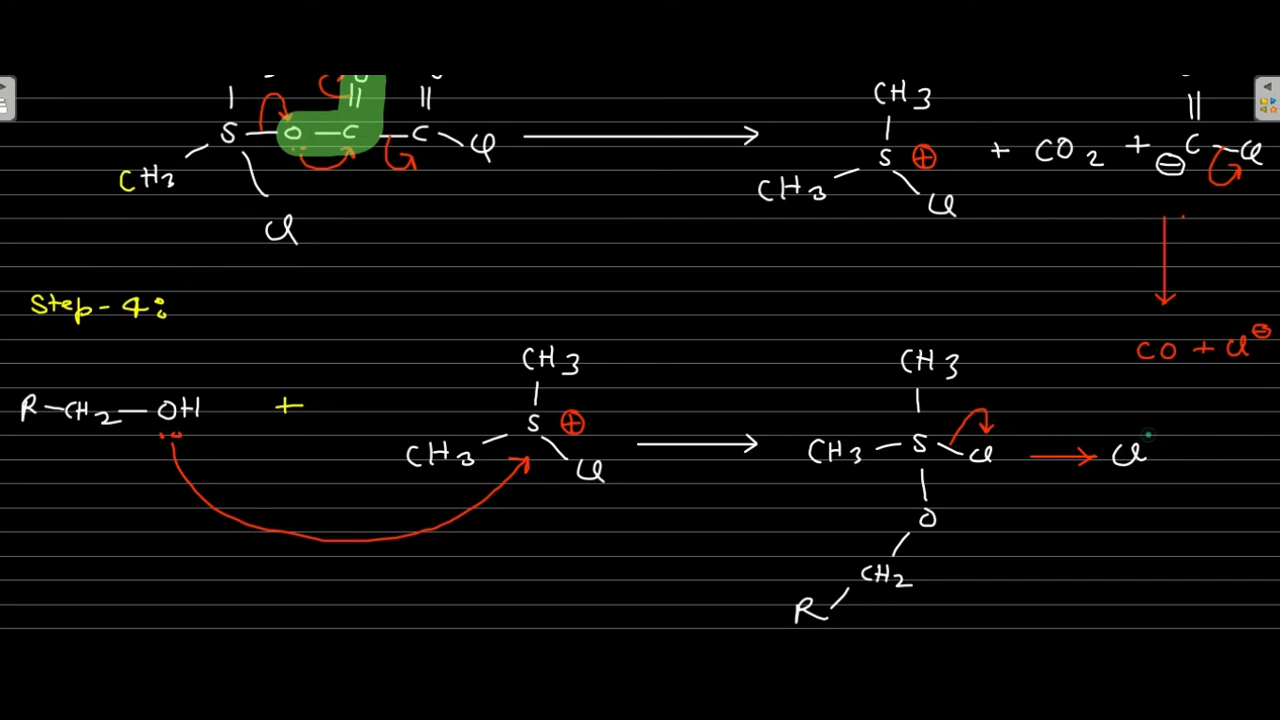 O
S - O - C - C - Cl
CH3
Cl
CH3
S ⊕
CH3
Cl
+ CO2 + ⊖ C - Cl
CO + Cl ⊖
Step-4:
R-CH2-OH +
CH3
S ⊕
CH3
Cl
CH3
CH3 - S - Cl
O
CH2
R
Cl